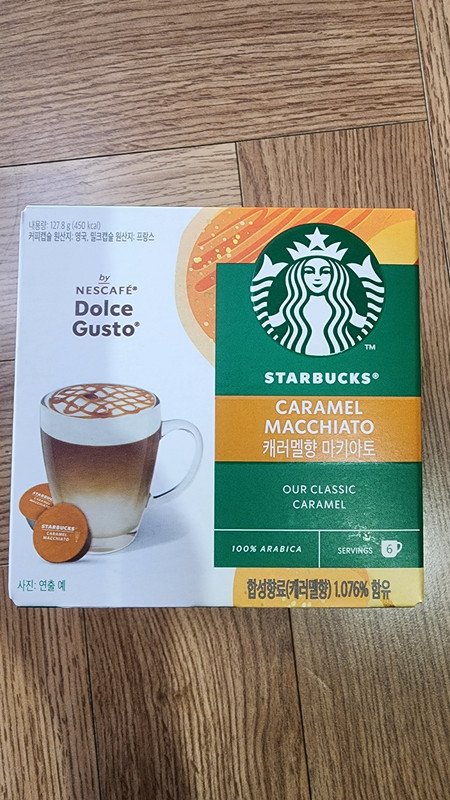 내용량: 127.8 g (450 kcal)
커피캡슐 원산지: 영국, 밀크캡슐 원산지: 프랑스
by
NESCAFÉ®
Dolce
Gusto®
TM
STARBUCKS®
CARAMEL
MACCHIATO
캐러멜향 마키아토
OUR CLASSIC
CARAMEL
100% ARABICA
SERVINGS 6
STARBUCKS
CARAMEL
MACCHIATO
사진: 연출 예
합성향료(캐러멜향) 1.076% 함유